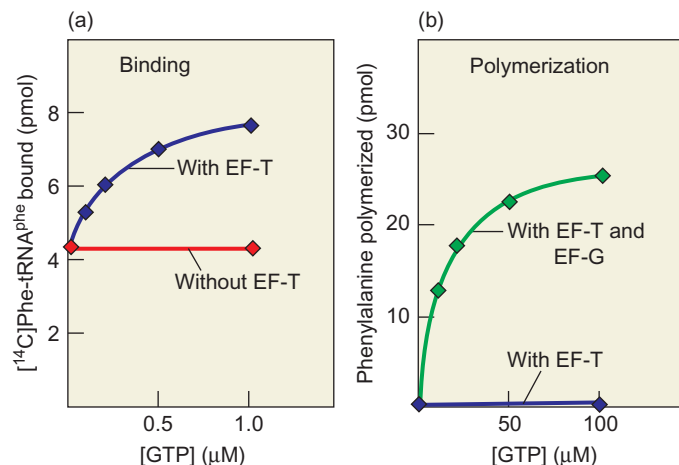 (a)
Binding
[¹⁴C]Phe-tRNAᵖʰᵉ bound (pmol)
8
6
4
2
With EF-T
Without EF-T
0.5
1.0
[GTP] (μM)
(b)
Polymerization
Phenylalanine polymerized (pmol)
30
20
10
With EF-T and
EF-G
With EF-T
50
100
[GTP] (μM)